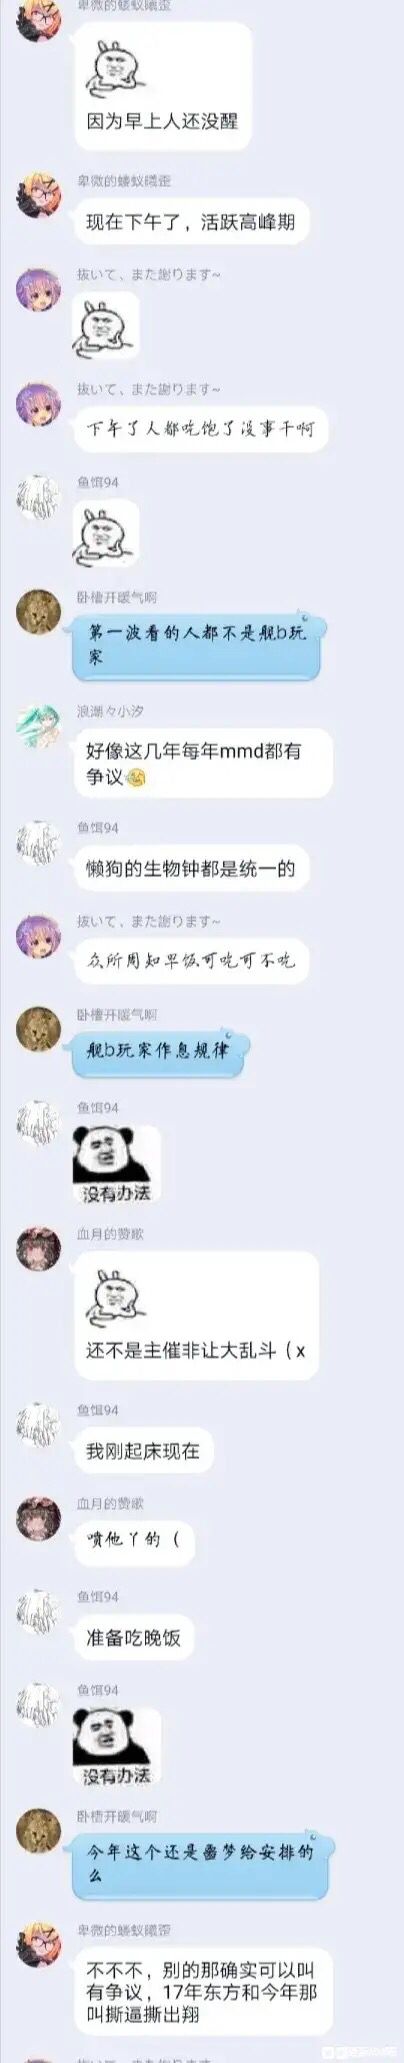 卑微的蝼蚁曦歪
因为早上人还没醒
卑微的蝼蚁曦歪
现在下午了，活跃高峰期
抜いて、また謝ります~
抜いて、また謝ります~
下午了人都吃饱了没事干啊
鱼饵94
卧槽开暖气啊
第一波看的人都不是舰b玩
家
浪潮々小汐
好像这几年每年mmd都有
争议
鱼饵94
懒狗的生物钟都是统一的
抜いて、また謝ります~
众所周知早饭可吃可不吃
卧槽开暖气啊
舰b玩家作息规律
鱼饵94
没有办法
血月的赞歌
还不是主催非让大乱斗（x
鱼饵94
我刚起床现在
血月的赞歌
喷他丫的（
鱼饵94
准备吃晚饭
鱼饵94
没有办法
卧槽开暖气啊
今年这个还是噩梦给安排的
么
卑微的蝼蚁曦歪
不不不，别的那确实可以叫
有争议，17年东方和今年那
叫撕逼撕出翔